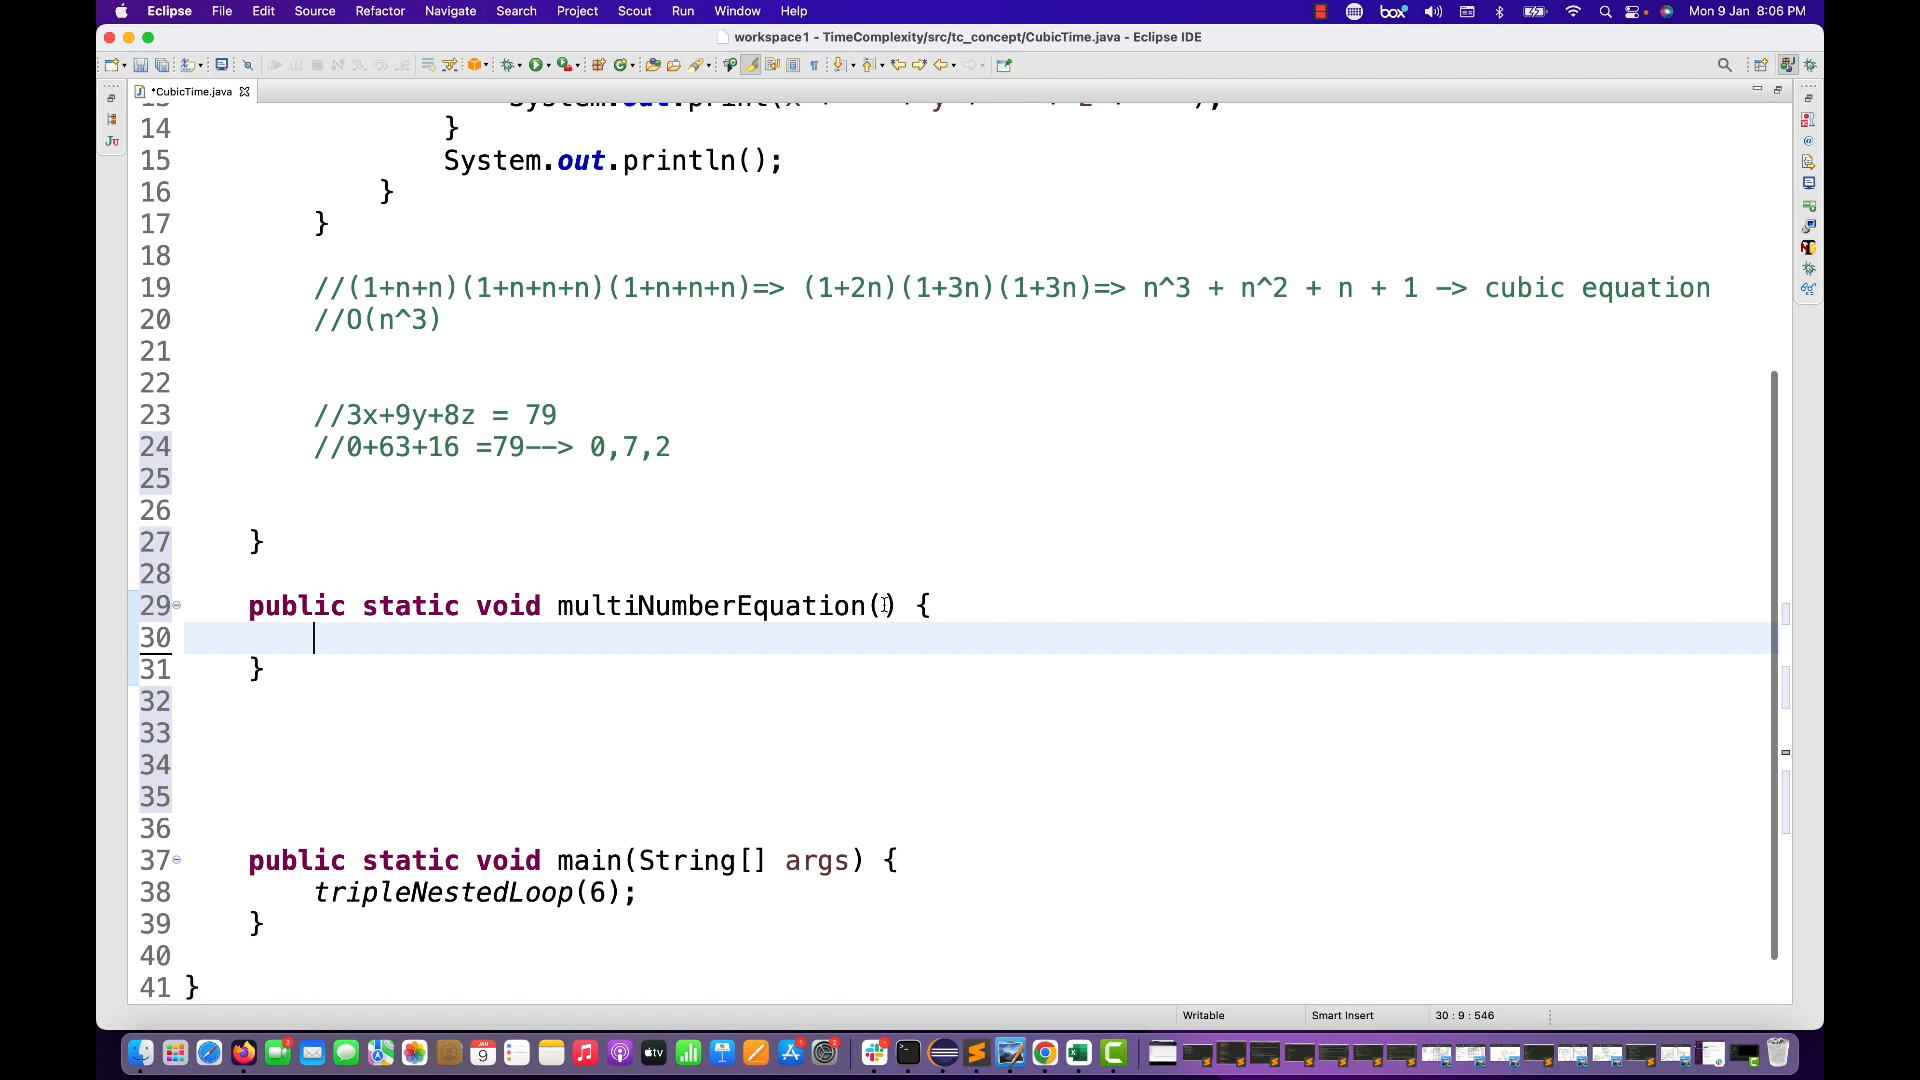 Eclipse File Edit Source Refactor Navigate Search Project Scout Run Window Help box Mon 9 Jan 8:06 PM
workspace1 - TimeComplexity/src/tc_concept/CubicTime.java - Eclipse IDE
*CubicTime.java
14 }
15 System.out.println();
16 }
17 }
18
19 //(1+n+n)(1+n+n+n)(1+n+n+n)=> (1+2n)(1+3n)(1+3n)=> n^3 + n^2 + n + 1 -> cubic equation
20 //O(n^3)
21
22
23 //3x+9y+8z = 79
24 //0+63+16 =79--> 0,7,2
25
26
27 }
28
29 public static void multiNumberEquation() {
30
31 }
32
33
34
35
36
37 public static void main(String[] args) {
38 tripleNestedLoop(6);
39 }
40
41 }
Writable Smart Insert 30 : 9 : 546